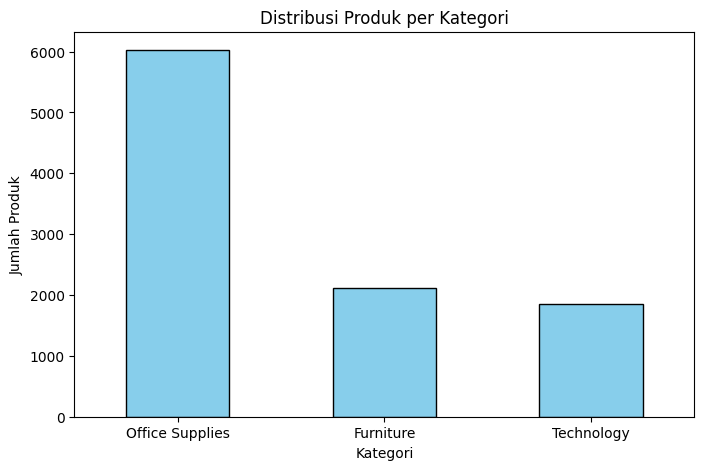 Distribusi Produk per Kategori
Jumlah Produk
6000
5000
4000
3000
2000
1000
0
Office Supplies
Furniture
Technology
Kategori